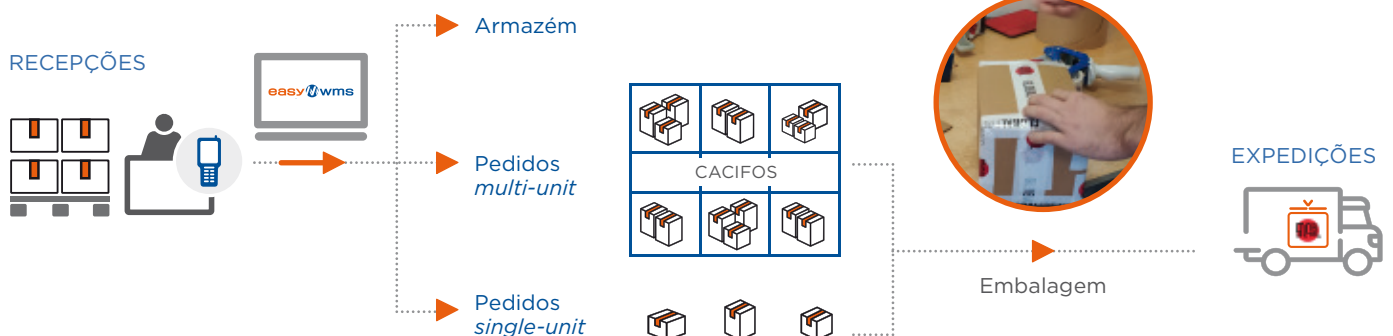 RECEPÇÕES
easy wms
Armazém
Pedidos
multi-unit
Pedidos
single-unit
CACIFOS
Embalagem
EXPEDIÇÕES